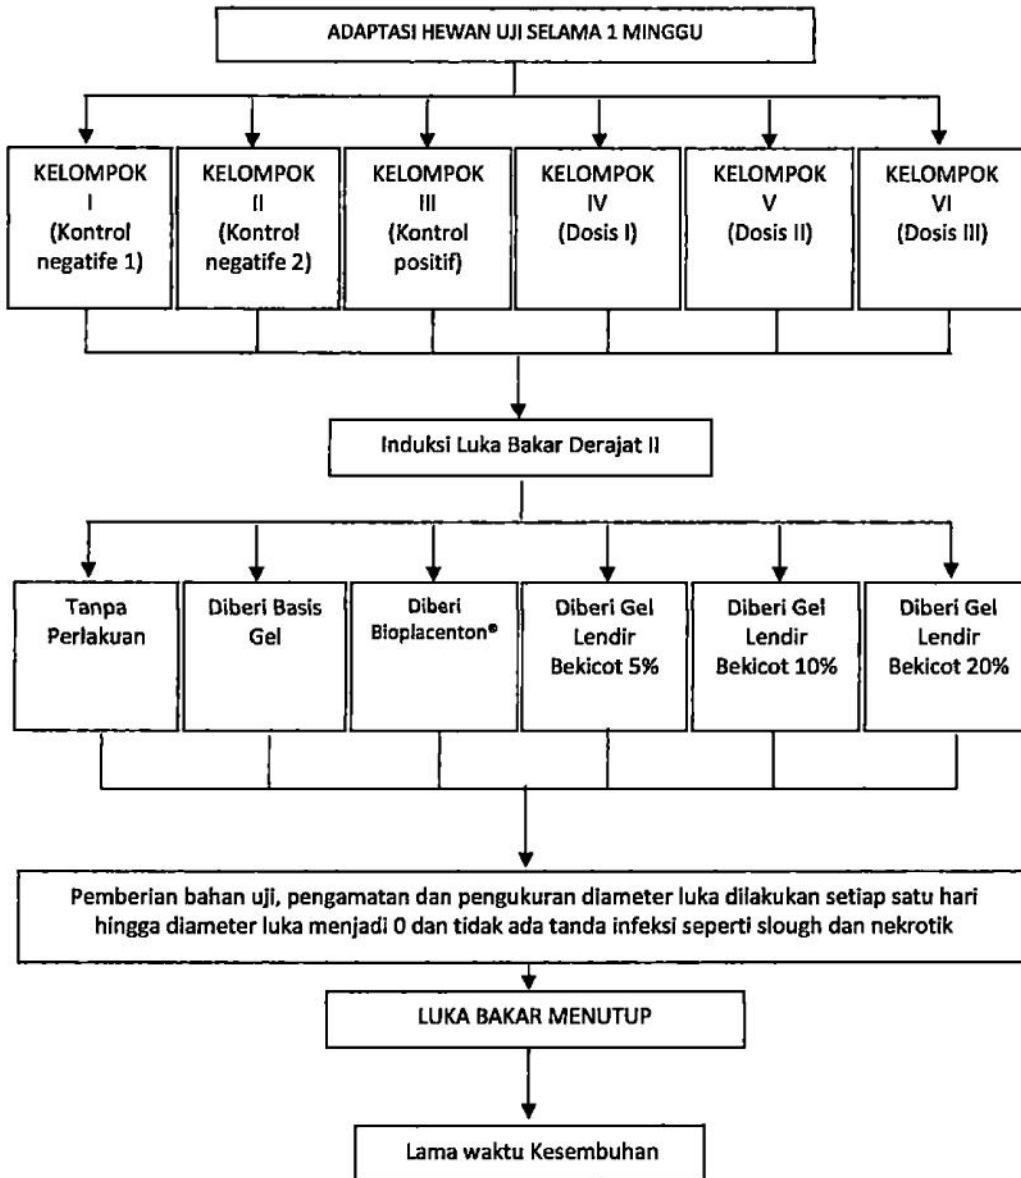 ADAPTASI HEWAN UJI SELAMA 1 MINGGU
KELOMPOK
I
(Kontrol
negatife 1)
KELOMPOK
II
(Kontrol
negatife 2)
KELOMPOK
III
(Kontrol
positif)
KELOMPOK
IV
(Dosis I)
KELOMPOK
V
(Dosis II)
KELOMPOK
VI
(Dosis III)
Induksi Luka Bakar Derajat II
Tanpa
Perlakuan
Diberi Basis
Gel
Diberi
Bioplacenton®
Diberi Gel
Lendir
Bekicot 5%
Diberi Gel
Lendir
Bekicot 10%
Diberi Gel
Lendir
Bekicot 20%
Pemberian bahan uji, pengamatan dan pengukuran diameter luka dilakukan setiap satu hari
hingga diameter luka menjadi 0 dan tidak ada tanda infeksi seperti slough dan nekrotik
LUKA BAKAR MENUTUP
Lama waktu Kesembuhan